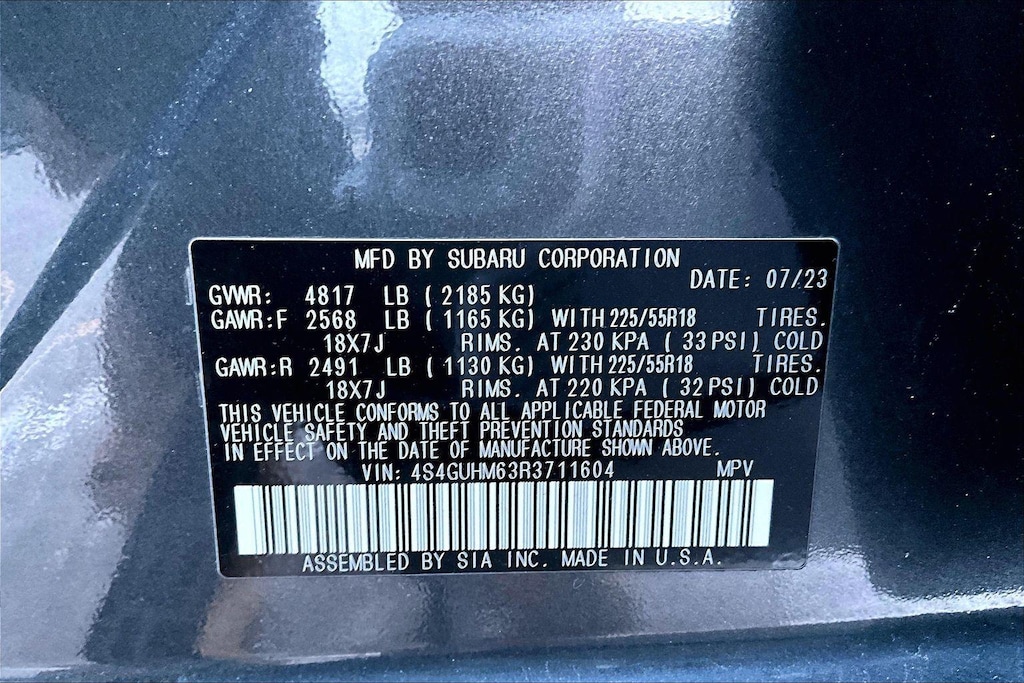 MFD BY SUBARU CORPORATION
DATE: 07/23
GVWR: 4817 LB ( 2185 KG)
GAWR:F 2568 LB ( 1165 KG) WITH 225/55R18 TIRES.
18X7J RIMS. AT 230 KPA ( 33 PSI) COLD
GAWR:R 2491 LB ( 1130 KG) WITH 225/55R18 TIRES.
18X7J RIMS. AT 220 KPA ( 32 PSI) COLD
THIS VEHICLE CONFORMS TO ALL APPLICABLE FEDERAL MOTOR
VEHICLE SAFETY AND THEFT PREVENTION STANDARDS
IN EFFECT ON THE DATE OF MANUFACTURE SHOWN ABOVE.
VIN: 4S4GUHM63R3711604 MPV
ASSEMBLED BY SIA INC. MADE IN U.S.A.